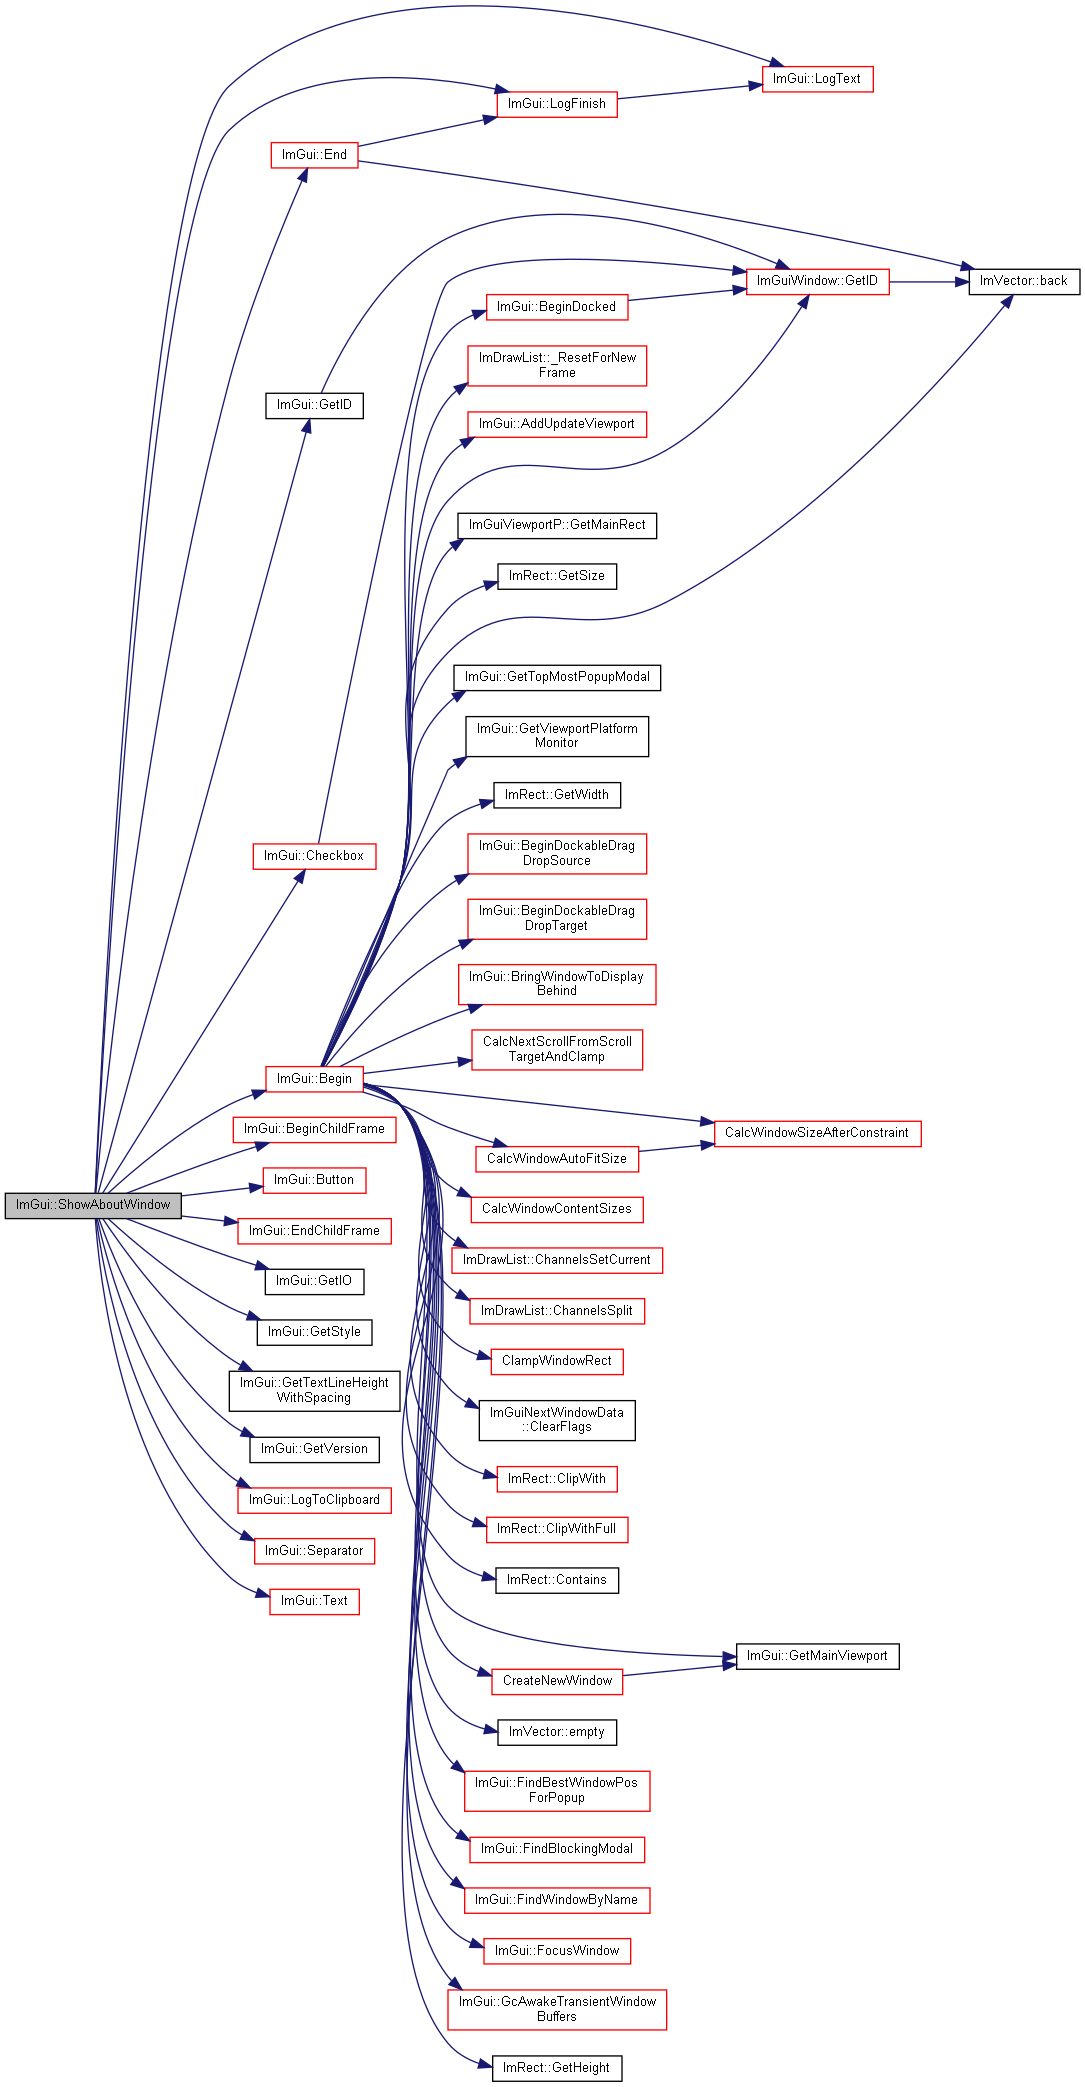 ImGui::LogText
ImGui::LogFinish
ImGui::End
ImGuiWindow::GetID
ImVector::back
ImGui::BeginDocked
ImDrawList::_ResetForNew
Frame
ImGui::GetID
ImGui::AddUpdateViewport
ImGuiViewportP::GetMainRect
ImRect::GetSize
ImGui::GetTopMostPopupModal
ImGui::GetViewportPlatform
Monitor
ImRect::GetWidth
ImGui::Checkbox
ImGui::BeginDockableDrag
DropSource
ImGui::BeginDockableDrag
DropTarget
ImGui::BringWindowToDisplay
Behind
CalcNextScrollFromScroll
TargetAndClamp
ImGui::Begin
ImGui::BeginChildFrame
CalcWindowSizeAfterConstraint
CalcWindowAutoFitSize
ImGui::Button
ImGui::ShowAboutWindow
CalcWindowContentSizes
ImGui::EndChildFrame
ImDrawList::ChannelsSetCurrent
ImGui::GetIO
ImDrawList::ChannelsSplit
ImGui::GetStyle
ClampWindowRect
ImGui::GetTextLineHeight
WithSpacing
ImGuiNextWindowData
::ClearFlags
ImGui::GetVersion
ImRect::ClipWith
ImGui::LogToClipboard
ImRect::ClipWithFull
ImGui::Separator
ImRect::Contains
ImGui::Text
ImGui::GetMainViewport
CreateNewWindow
ImVector::empty
ImGui::FindBestWindowPos
ForPopup
ImGui::FindBlockingModal
ImGui::FindWindowByName
ImGui::FocusWindow
ImGui::GcAwakeTransientWindow
Buffers
ImRect::GetHeight